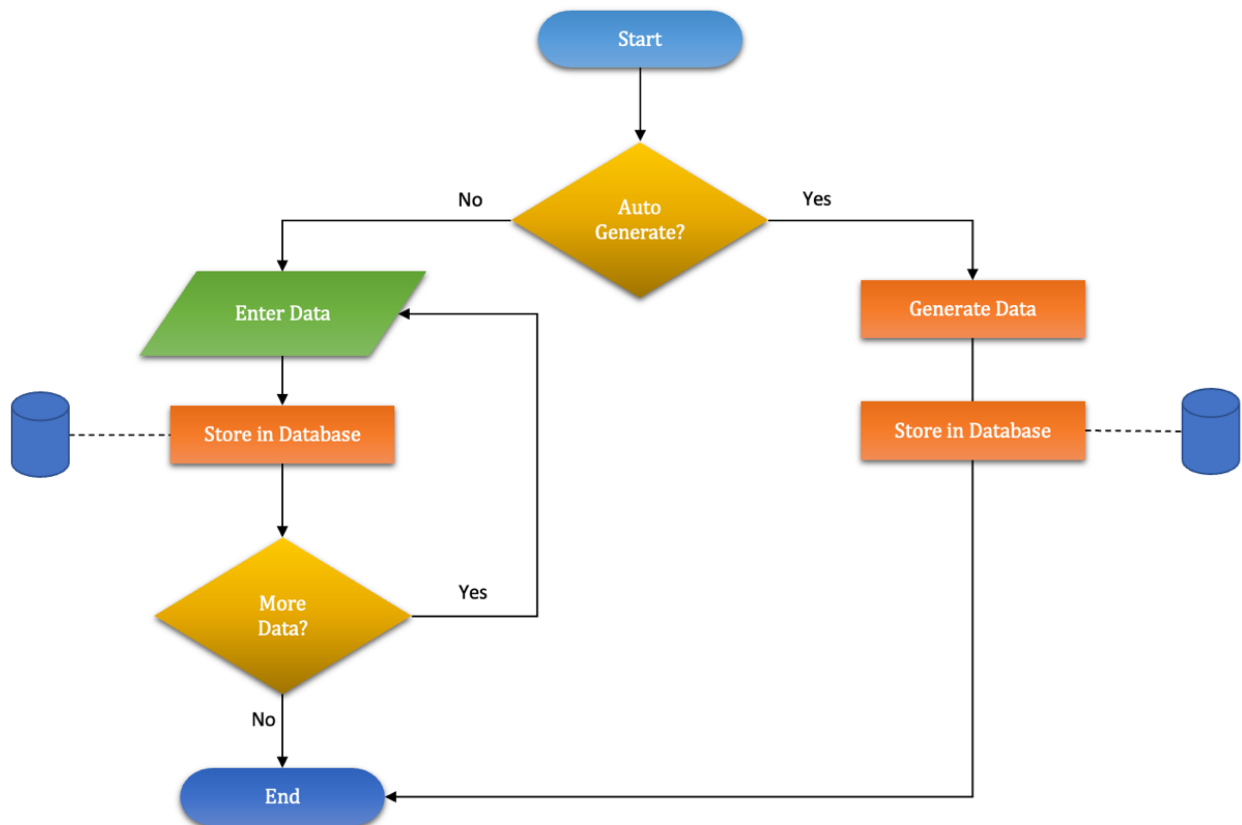 Start
No
Yes
Auto
Generate?
Enter Data
Generate Data
Store in Database
Store in Database
More
Data?
Yes
No
End